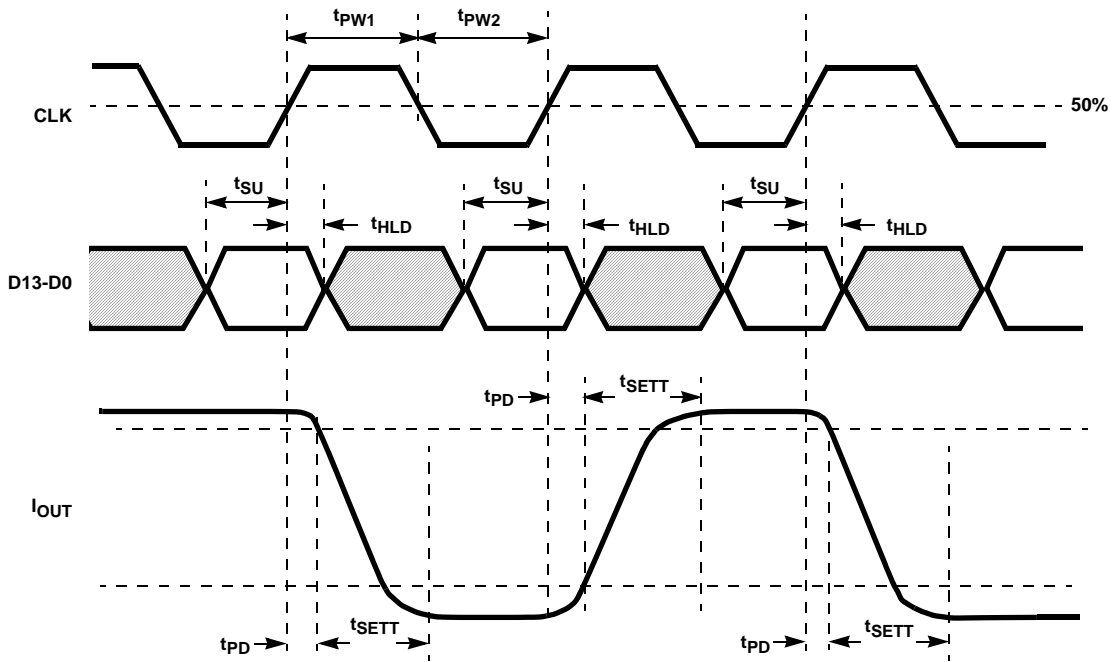 tPW1 tPW2
CLK
50%
tSU tSU tSU
tHLD tHLD tHLD
D13-D0
tPD tSETT
IOUT
tPD tSETT tPD tSETT